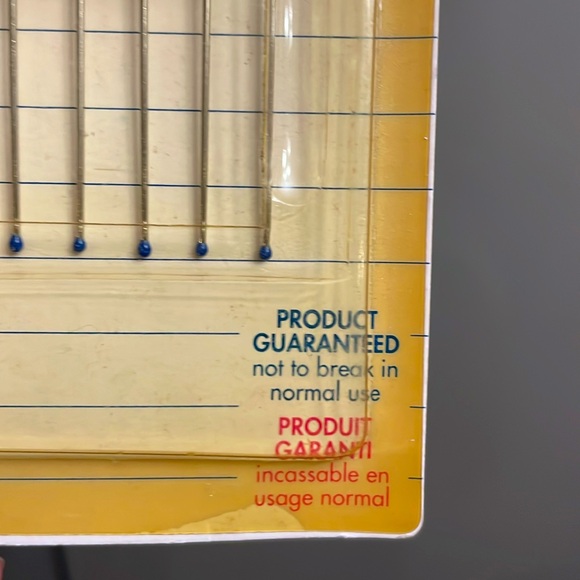 PRODUCT
GUARANTEED
not to break in
normal use
PRODUIT
GARANTI
incassable en
usage normal